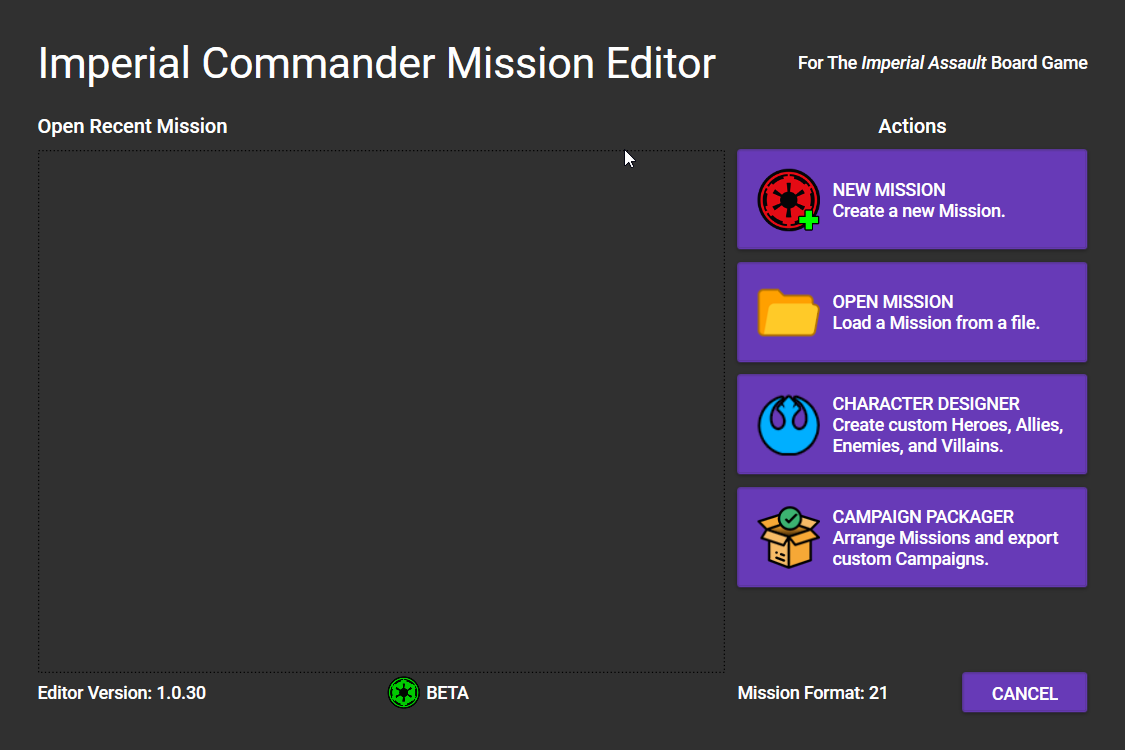 Imperial Commander Mission Editor
For The Imperial Assault Board Game
Open Recent Mission
Actions
NEW MISSION
Create a new Mission.
OPEN MISSION
Load a Mission from a file.
CHARACTER DESIGNER
Create custom Heroes, Allies,
Enemies, and Villains.
CAMPAIGN PACKAGER
Arrange Missions and export
custom Campaigns.
Editor Version: 1.0.30
BETA
Mission Format: 21
CANCEL